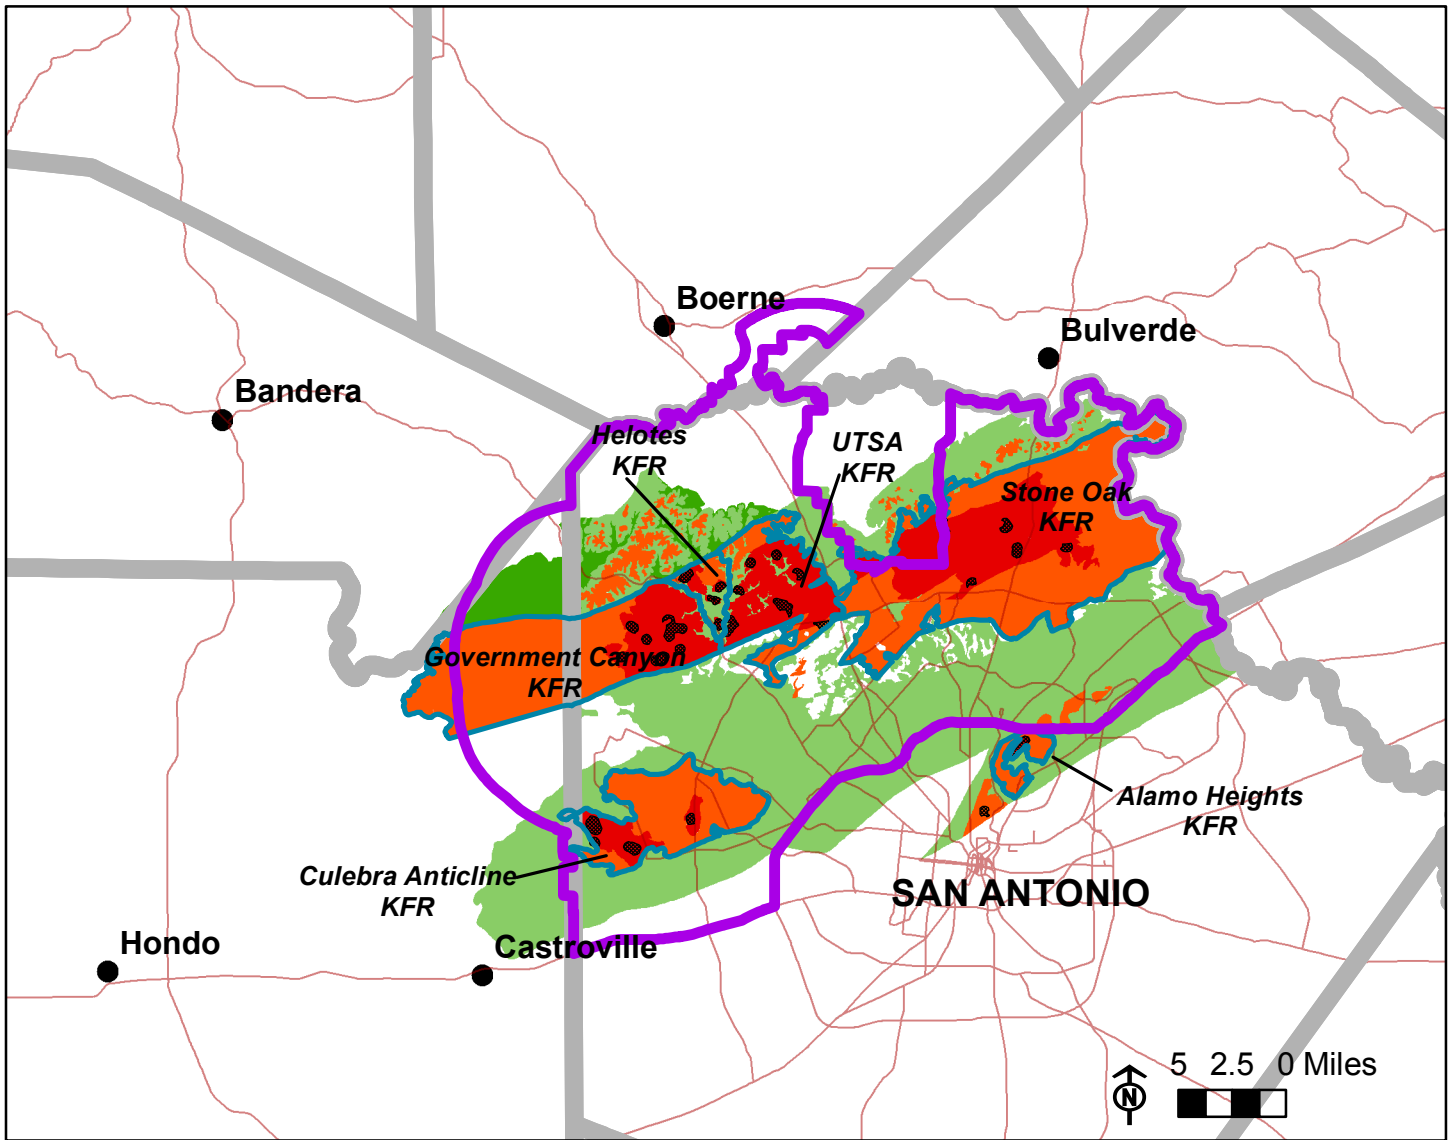 Boerne
Bulverde
Bandera
Helotes
KFR
UTSA
KFR
Stone Oak
KFR
Government Canyon
KFR
Alamo Heights
KFR
Culebra Anticline
KFR
SAN ANTONIO
Hondo
Castroville
5 2.5 0 Miles
N